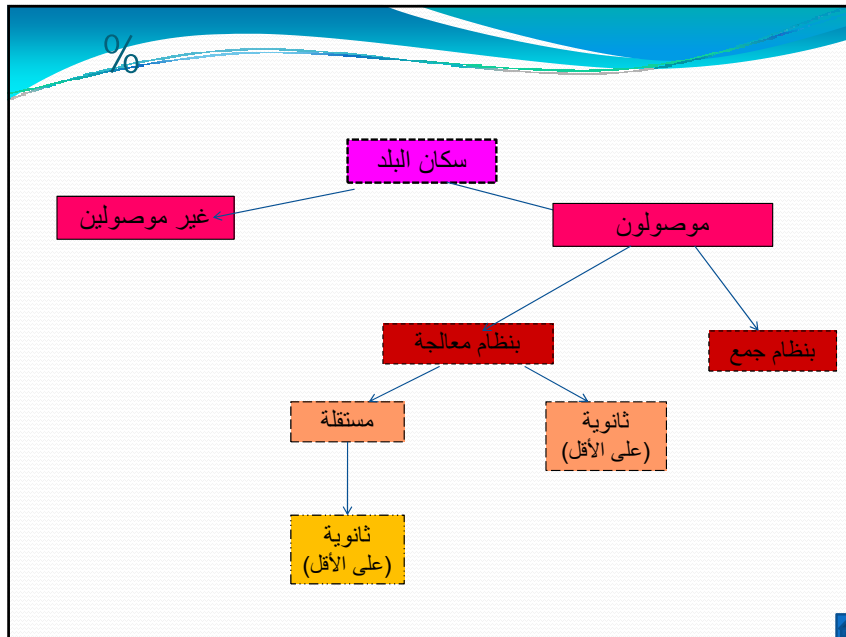 %
سكان البلد
موصولون
غير موصولين
بنظام جمع
بنظام معالجة
ثانوية
(على الأقل)
مستقلة
ثانوية
(على الأقل)